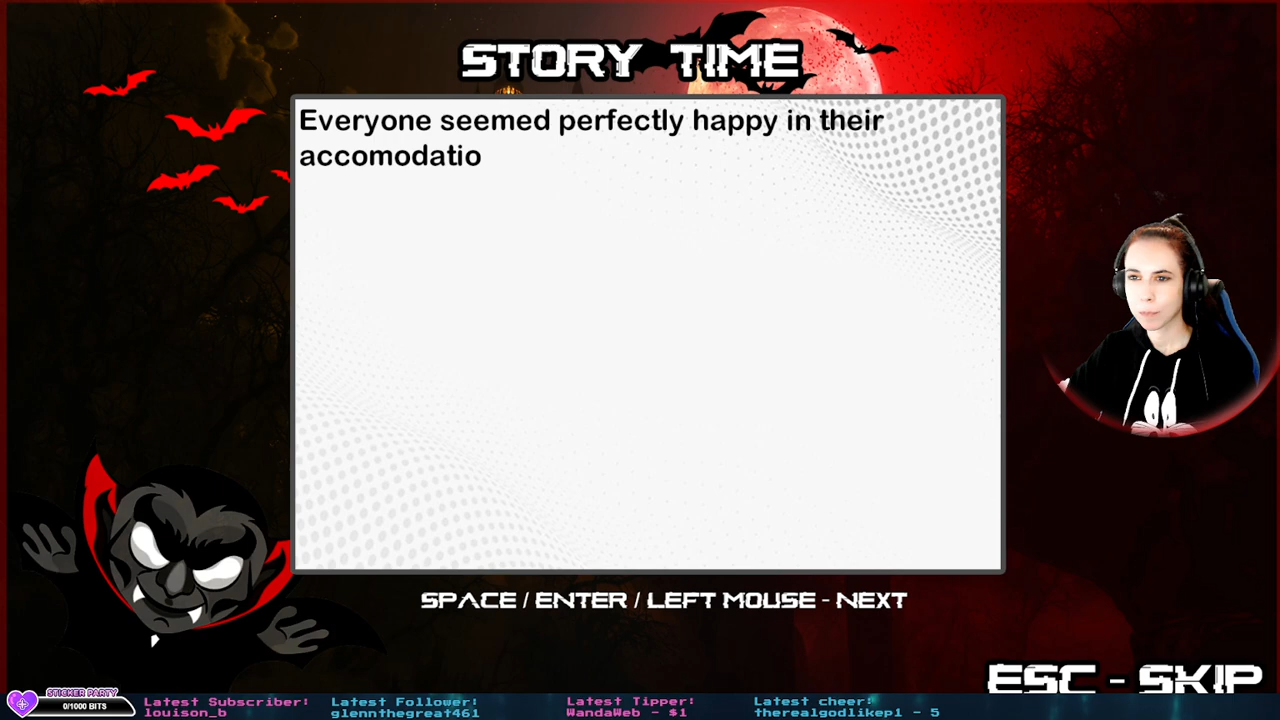 STORY TIME
Everyone seemed perfectly happy in their
accomodatio
SPACE / ENTER / LEFT MOUSE - NEXT
ESC - SKIP
STICKER PARTY
0/1000 BITS
Latest Subscriber:
louison_b
Latest Follower:
glennthegreat461
Latest Tipper:
WandaWeb - $1
Latest cheer:
therealgodlikep1 - 5